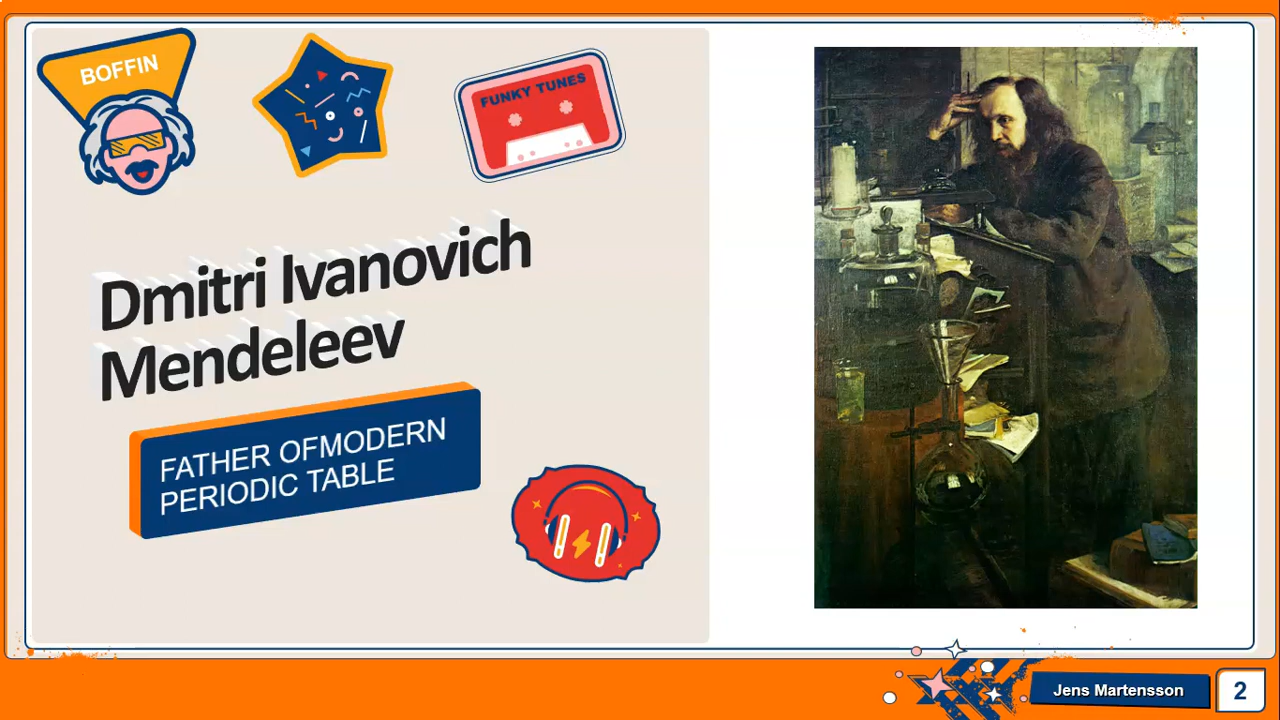 BOFFIN
FUNKY TUNES
Dmitri Ivanovich
Mendeleev
FATHER OFMODERN
PERIODIC TABLE
Jens Martensson
2